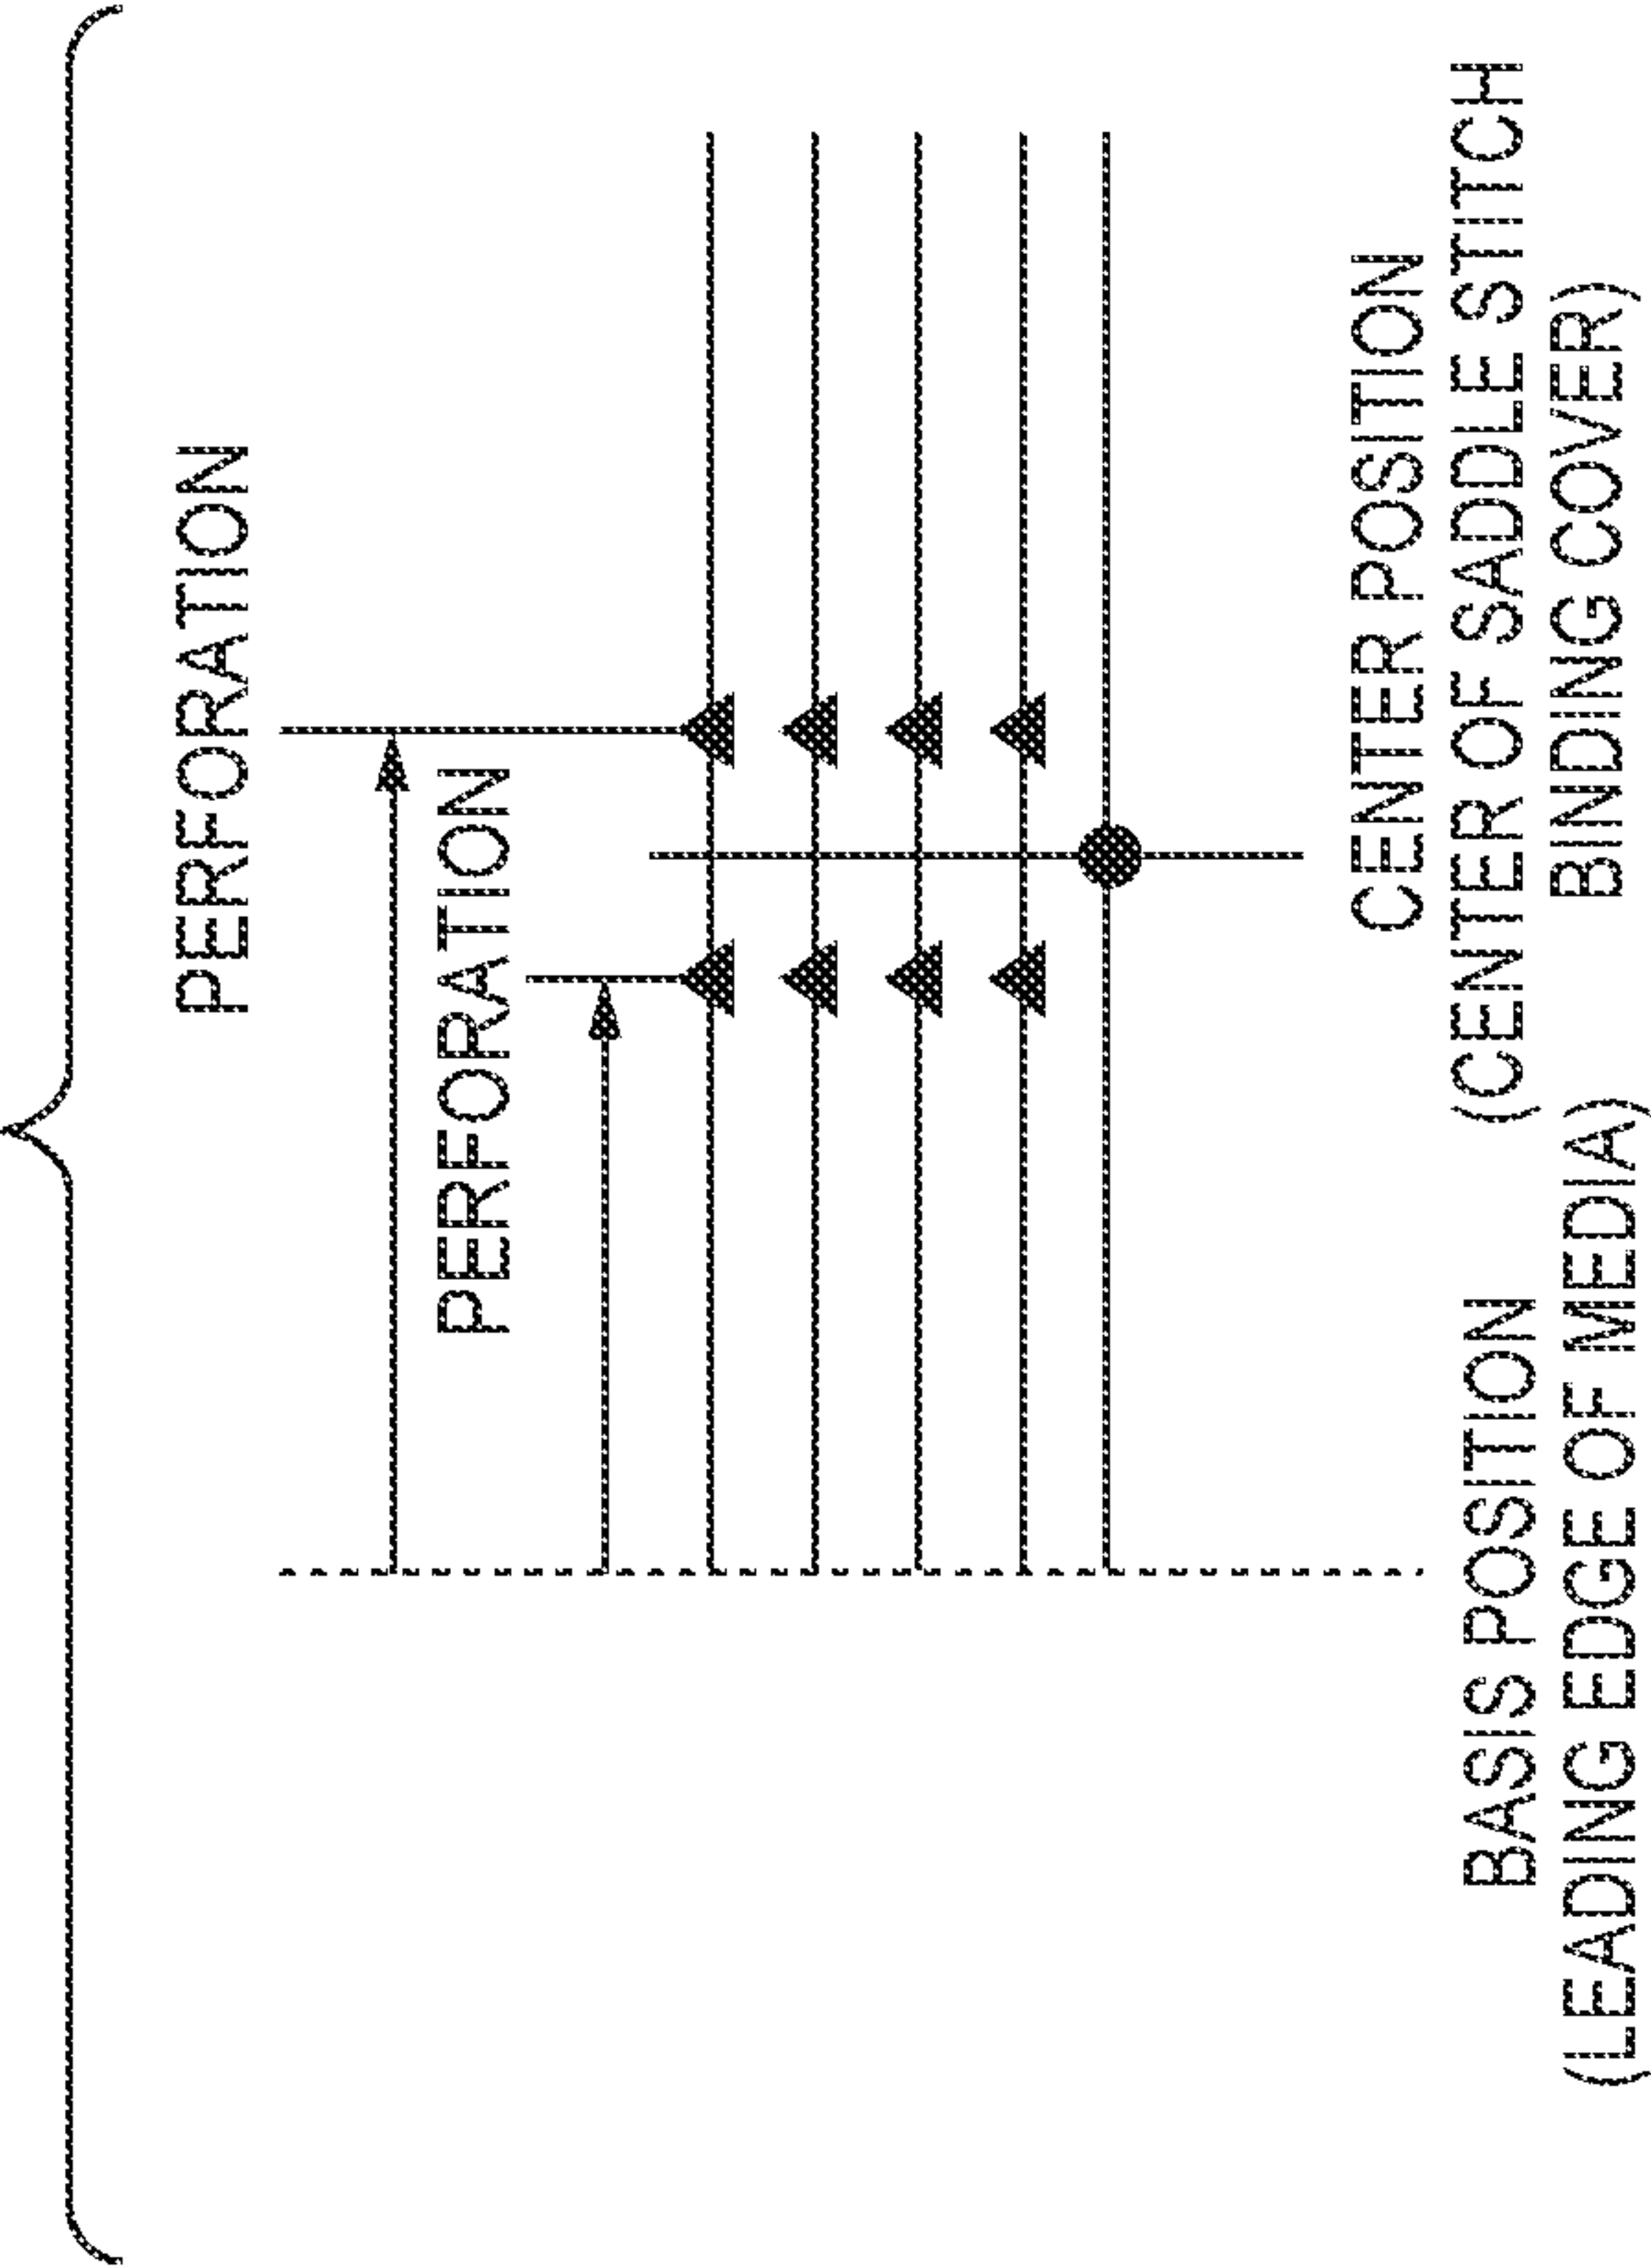 PERFORATION
PERFORATION
CENTER POSITION
(CENTER OF SADDLE STITCH
BINDING COVER)
BASIS POSITION
(LEADING EDGE OF MEDIA)